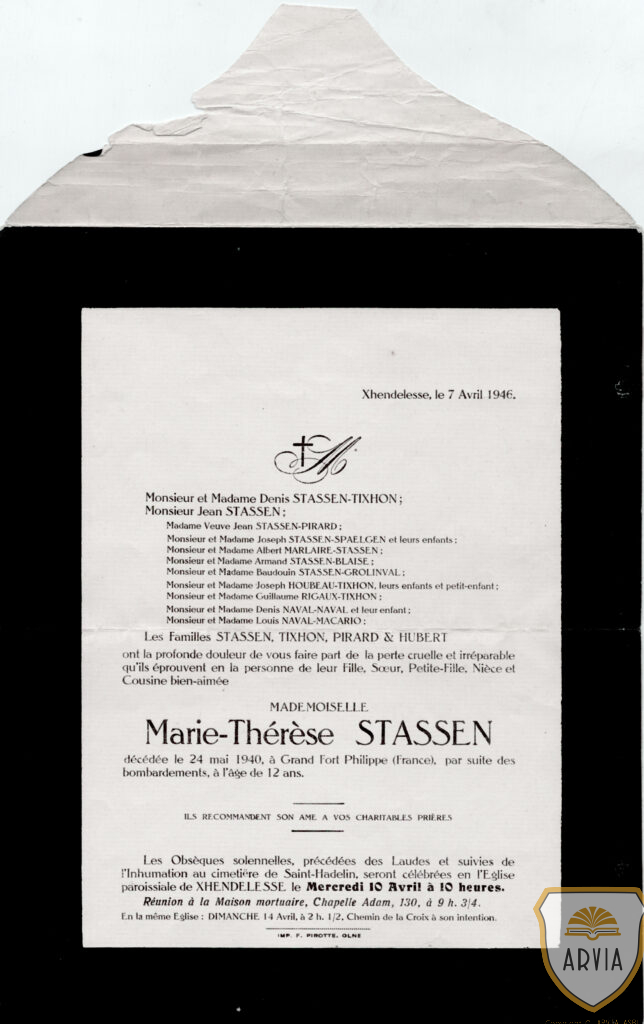 Xhendelesse, le 7 Avril 1946.
M
Monsieur et Madame Denis STASSEN-TIXHON ;
Monsieur Jean STASSEN ;
Madame Veuve Jean STASSEN-PIRARD ;
Monsieur et Madame Joseph STASSEN-SPAELGEN et leurs enfants ;
Monsieur et Madame Albert MARLAIRE-STASSEN ;
Monsieur et Madame Armand STASSEN-BLAISE ;
Monsieur et Madame Baudouin STASSEN-GROLINVAL ;
Monsieur et Madame Joseph HOUBEAU-TIXHON, leurs enfants et petit-enfant ;
Monsieur et Madame Guillaume RIGAUX-TIXHON ;
Monsieur et Madame Denis NAVAL-NAVAL et leur enfant ;
Monsieur et Madame Louis NAVAL-MACARIO ;
Les Familles STASSEN, TIXHON, PIRARD & HUBERT
ont la profonde douleur de vous faire part de la perte cruelle et irréparable
qu'ils éprouvent en la personne de leur Fille, Sœur, Petite-Fille, Nièce et
Cousine bien-aimée
MADEMOISELLE
Marie-Thérèse STASSEN
décédée le 24 mai 1940, à Grand Fort Philippe (France), par suite des
bombardements, à l'âge de 12 ans.
ILS RECOMMANDENT SON AME A VOS CHARITABLES PRIÈRES
Les Obsèques solennelles, précédées des Laudes et suivies de
l'Inhumation au cimetière de Saint-Hadelin, seront célébrées en l'Eglise
paroissiale de XHENDELESSE le Mercredi 10 Avril à 10 heures.
Réunion à la Maison mortuaire, Chapelle Adam, 130, à 9 h. 3/4.
En la même Eglise : DIMANCHE 14 Avril, à 2 h. 1/2, Chemin de la Croix à son intention.
IMP. F. PIROTTE, OLNE
ARVIA